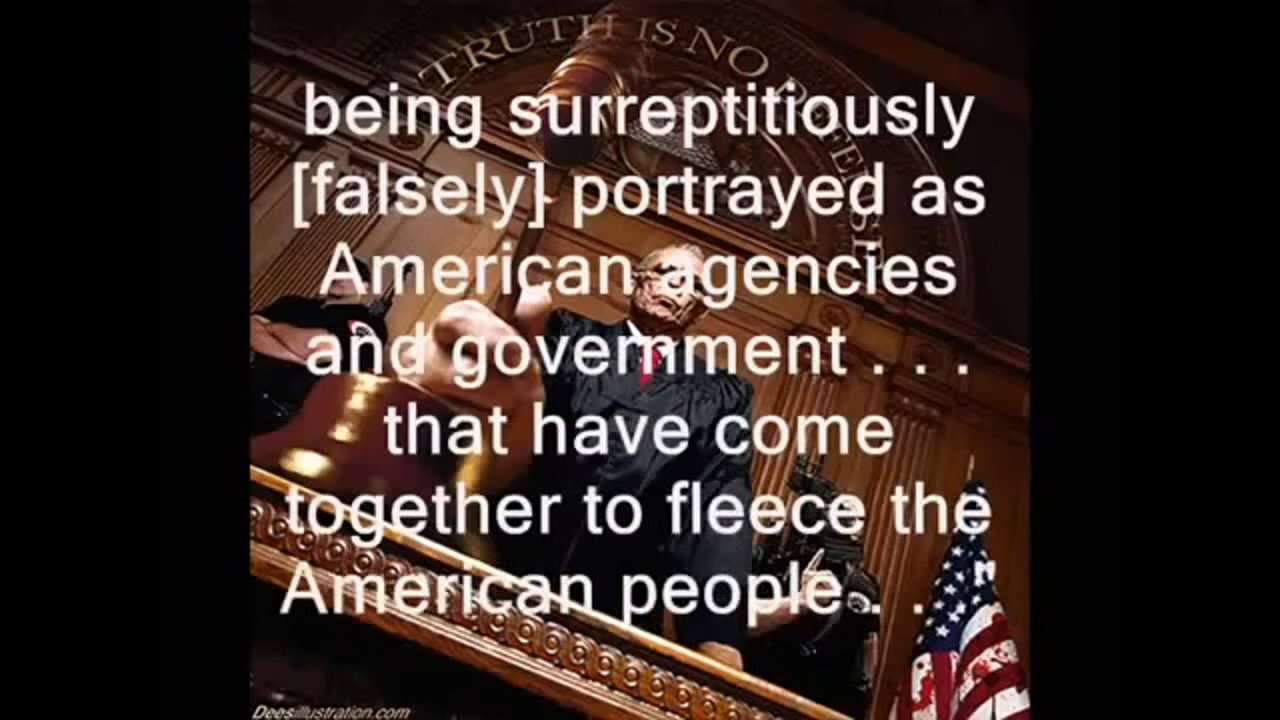 TRUTH IS NO DEFENSE
being surreptitiously
[falsely] portrayed as
American agencies
and government . . .
that have come
together to fleece the
American people . . "
Deesillustration.com